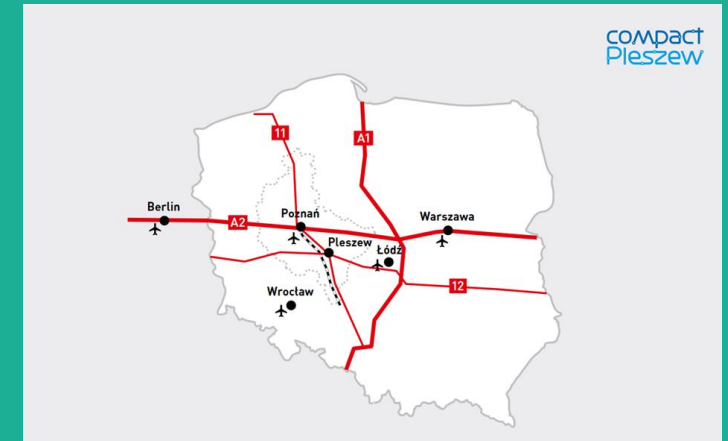 compact
Pleszew
11
A1
Berlin
A2
Poznań
Warszawa
Pleszew
Łódź
12
Wrocław